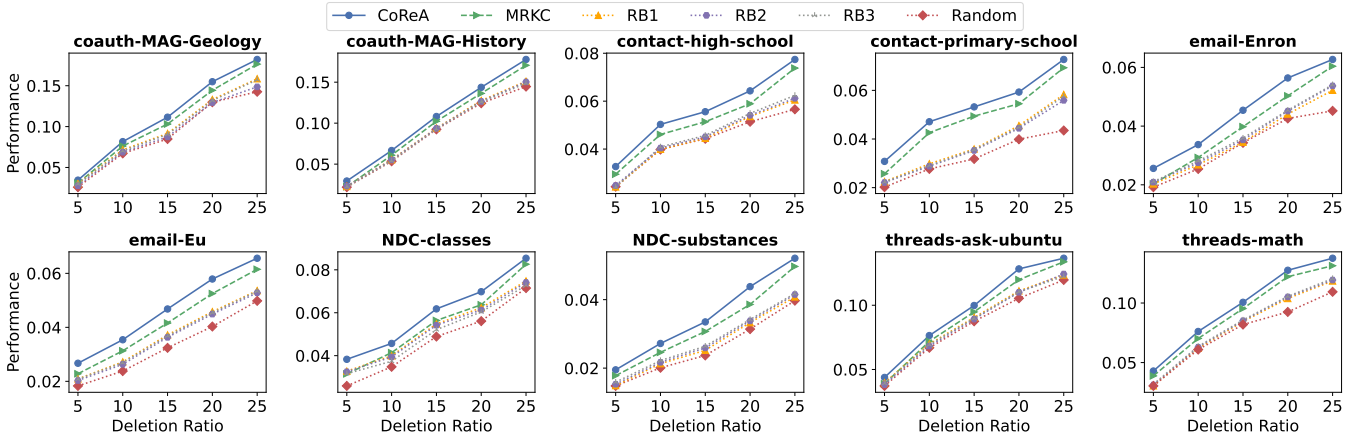 CoReA MRKC RB1 RB2 RB3 Random
coauth-MAG-Geology coauth-MAG-History contact-high-school contact-primary-school email-Enron
Performance
0.15
0.10
0.05
5 10 15 20 25
0.15
0.10
0.05
5 10 15 20 25
0.08
0.06
0.04
5 10 15 20 25
0.06
0.04
0.02
5 10 15 20 25
0.06
0.04
0.02
5 10 15 20 25
email-Eu NDC-classes NDC-substances threads-ask-ubuntu threads-math
Performance
0.06
0.04
0.02
5 10 15 20 25
0.08
0.06
0.04
5 10 15 20 25
0.04
0.02
5 10 15 20 25
0.10
0.05
5 10 15 20 25
0.10
0.05
5 10 15 20 25
Deletion Ratio Deletion Ratio Deletion Ratio Deletion Ratio Deletion Ratio